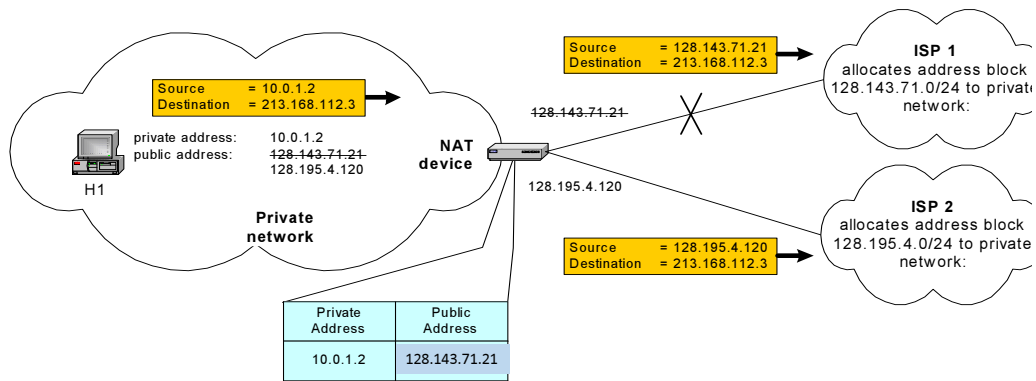 Source = 128.143.71.21
Destination = 213.168.112.3
ISP 1
allocates address block
128.143.71.0/24 to private
network:
Source = 10.0.1.2
Destination = 213.168.112.3
128.143.71.21
private address: 10.0.1.2
public address: 128.143.71.21
128.195.4.120
H1
NAT
device
128.195.4.120
Private
network
ISP 2
allocates address block
128.195.4.0/24 to private
network:
Source = 128.195.4.120
Destination = 213.168.112.3
Private
Address
Public
Address
10.0.1.2
128.143.71.21